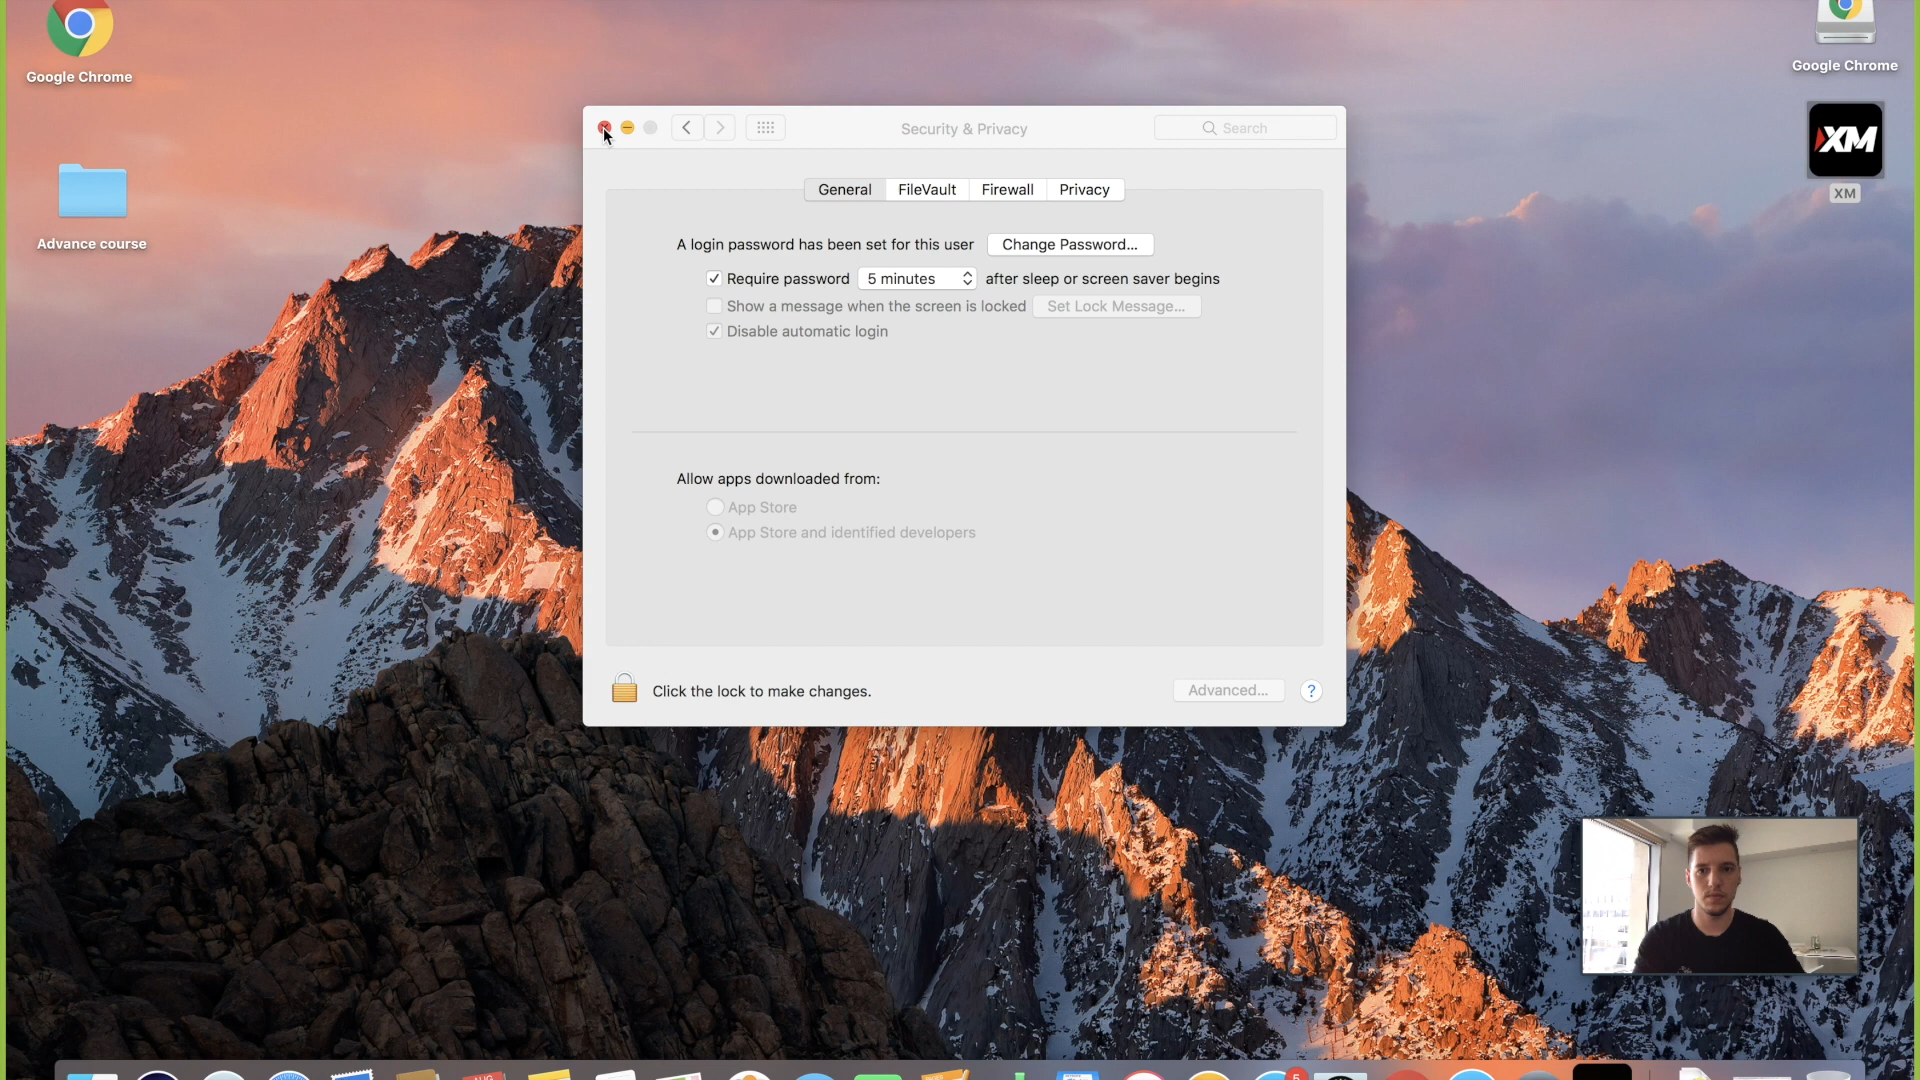 Google Chrome
Google Chrome
Security & Privacy
Search
XM
XM
General
FileVault
Firewall
Privacy
Advance course
A login password has been set for this user
Change Password...
Require password
5 minutes
after sleep or screen saver begins
Show a message when the screen is locked
Set Lock Message...
Disable automatic login
Allow apps downloaded from:
App Store
App Store and identified developers
Click the lock to make changes.
Advanced...
?
AUG
5